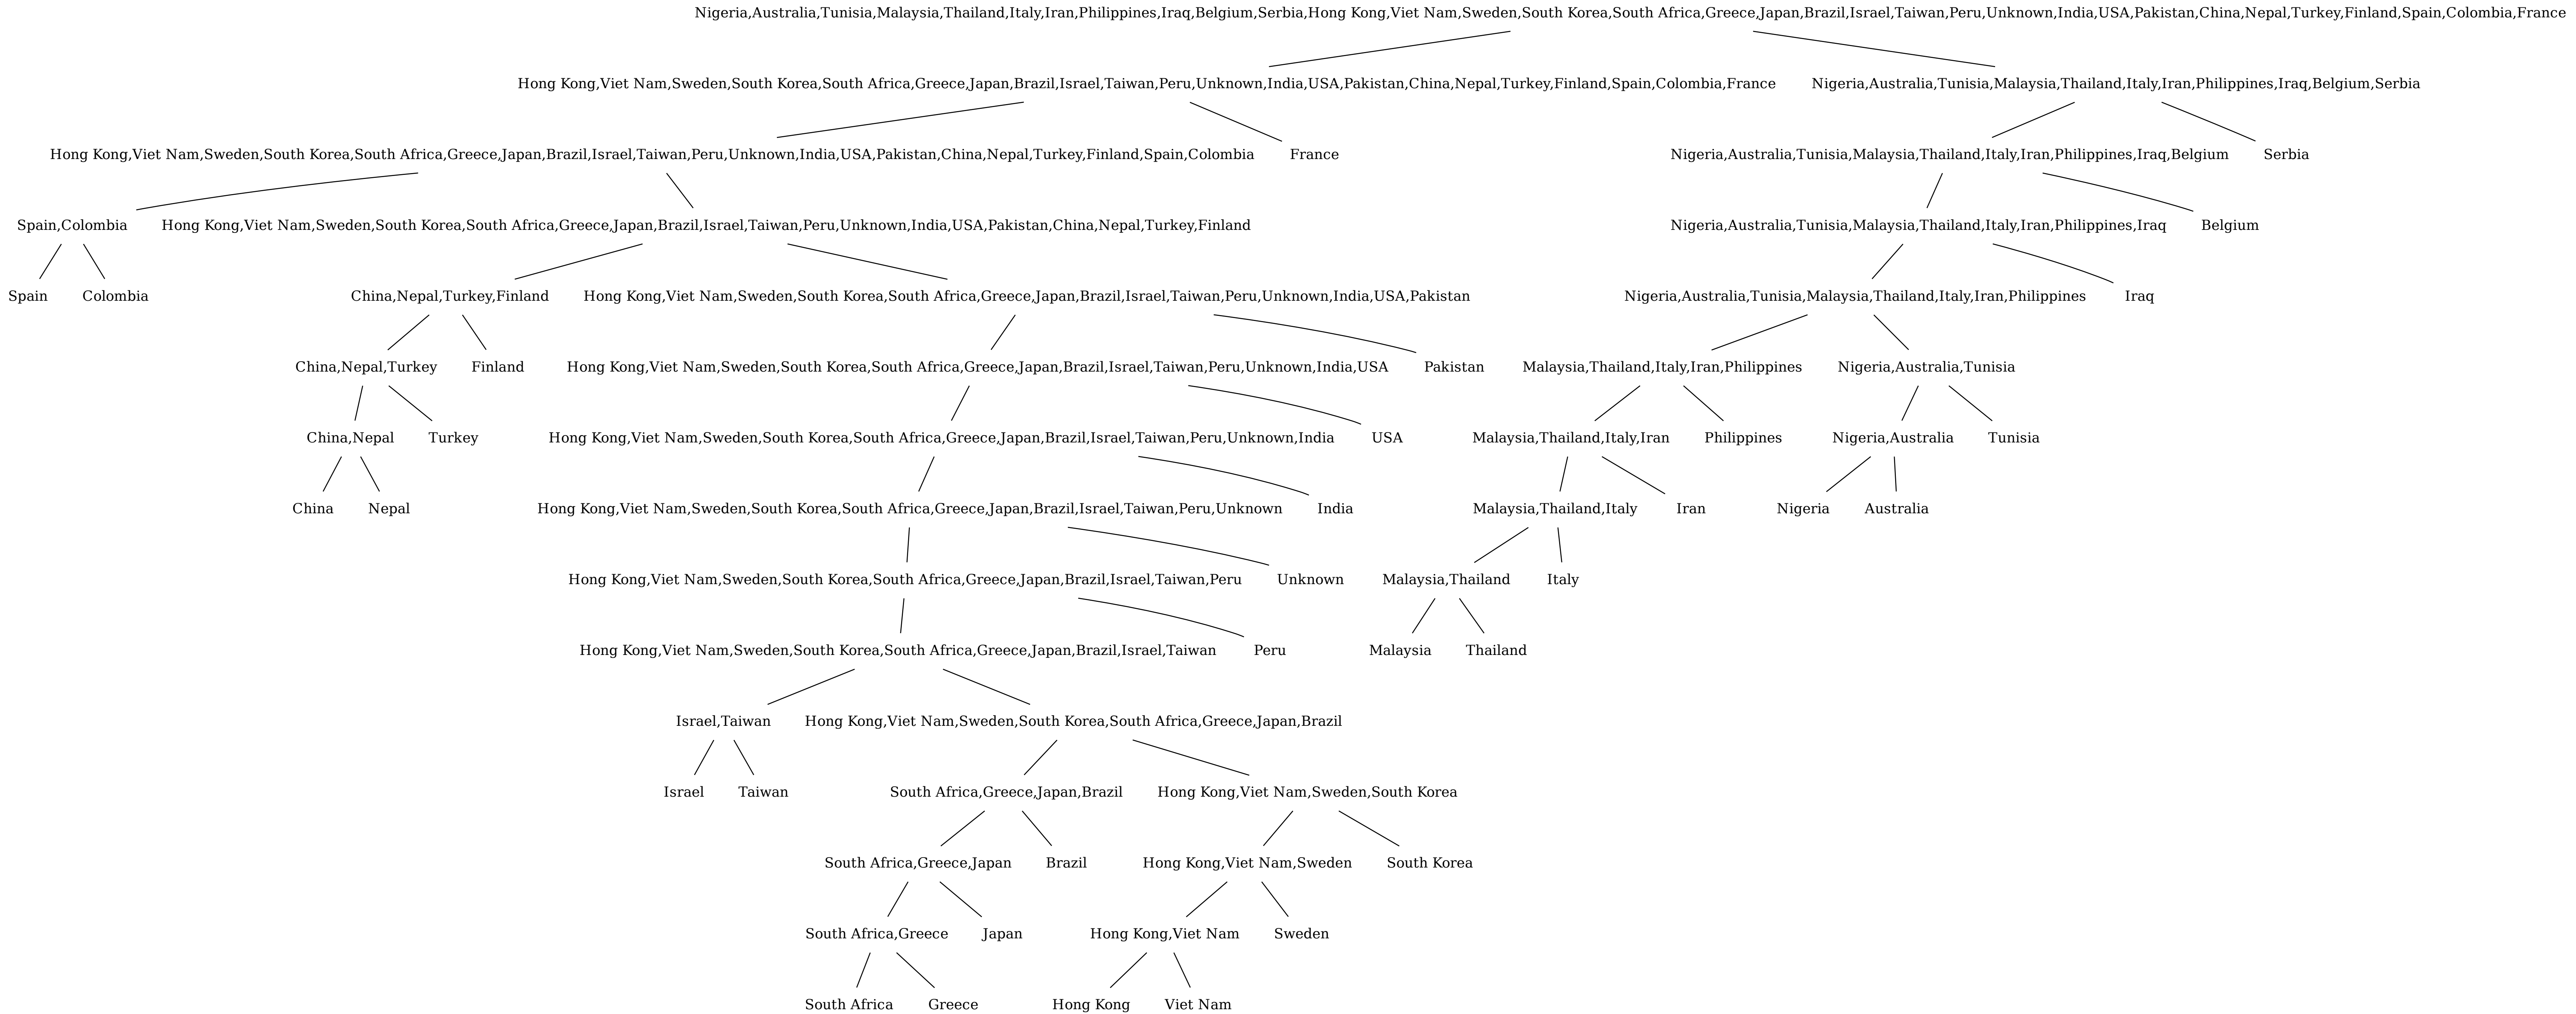 Nigeria,Australia,Tunisia,Malaysia,Thailand,Italy,Iran,Philippines,Iraq,Belgium,Serbia,Hong Kong,Viet Nam,Sweden,South Korea,South Africa,Greece,Japan,Brazil,Israel,Taiwan,Peru,Unknown,India,USA,Pakistan,China,Nepal,Turkey,Finland,Spain,Colombia,France
Hong Kong,Viet Nam,Sweden,South Korea,South Africa,Greece,Japan,Brazil,Israel,Taiwan,Peru,Unknown,India,USA,Pakistan,China,Nepal,Turkey,Finland,Spain,Colombia,France
Nigeria,Australia,Tunisia,Malaysia,Thailand,Italy,Iran,Philippines,Iraq,Belgium,Serbia
Hong Kong,Viet Nam,Sweden,South Korea,South Africa,Greece,Japan,Brazil,Israel,Taiwan,Peru,Unknown,India,USA,Pakistan,China,Nepal,Turkey,Finland,Spain,Colombia
France
Nigeria,Australia,Tunisia,Malaysia,Thailand,Italy,Iran,Philippines,Iraq,Belgium
Serbia
Spain,Colombia
Hong Kong,Viet Nam,Sweden,South Korea,South Africa,Greece,Japan,Brazil,Israel,Taiwan,Peru,Unknown,India,USA,Pakistan,China,Nepal,Turkey,Finland
Nigeria,Australia,Tunisia,Malaysia,Thailand,Italy,Iran,Philippines,Iraq
Belgium
Spain
Colombia
China,Nepal,Turkey,Finland
Hong Kong,Viet Nam,Sweden,South Korea,South Africa,Greece,Japan,Brazil,Israel,Taiwan,Peru,Unknown,India,USA,Pakistan
Nigeria,Australia,Tunisia,Malaysia,Thailand,Italy,Iran,Philippines
Iraq
China,Nepal,Turkey
Finland
Hong Kong,Viet Nam,Sweden,South Korea,South Africa,Greece,Japan,Brazil,Israel,Taiwan,Peru,Unknown,India,USA
Pakistan
Malaysia,Thailand,Italy,Iran,Philippines
Nigeria,Australia,Tunisia
China,Nepal
Turkey
Hong Kong,Viet Nam,Sweden,South Korea,South Africa,Greece,Japan,Brazil,Israel,Taiwan,Peru,Unknown,India
USA
Malaysia,Thailand,Italy,Iran
Philippines
Nigeria,Australia
Tunisia
China
Nepal
Hong Kong,Viet Nam,Sweden,South Korea,South Africa,Greece,Japan,Brazil,Israel,Taiwan,Peru,Unknown
India
Malaysia,Thailand,Italy
Iran
Nigeria
Australia
Hong Kong,Viet Nam,Sweden,South Korea,South Africa,Greece,Japan,Brazil,Israel,Taiwan,Peru
Unknown
Malaysia,Thailand
Italy
Hong Kong,Viet Nam,Sweden,South Korea,South Africa,Greece,Japan,Brazil,Israel,Taiwan
Peru
Malaysia
Thailand
Israel,Taiwan
Hong Kong,Viet Nam,Sweden,South Korea,South Africa,Greece,Japan,Brazil
Israel
Taiwan
South Africa,Greece,Japan,Brazil
Hong Kong,Viet Nam,Sweden,South Korea
South Africa,Greece,Japan
Brazil
Hong Kong,Viet Nam,Sweden
South Korea
South Africa,Greece
Japan
Hong Kong,Viet Nam
Sweden
South Africa
Greece
Hong Kong
Viet Nam